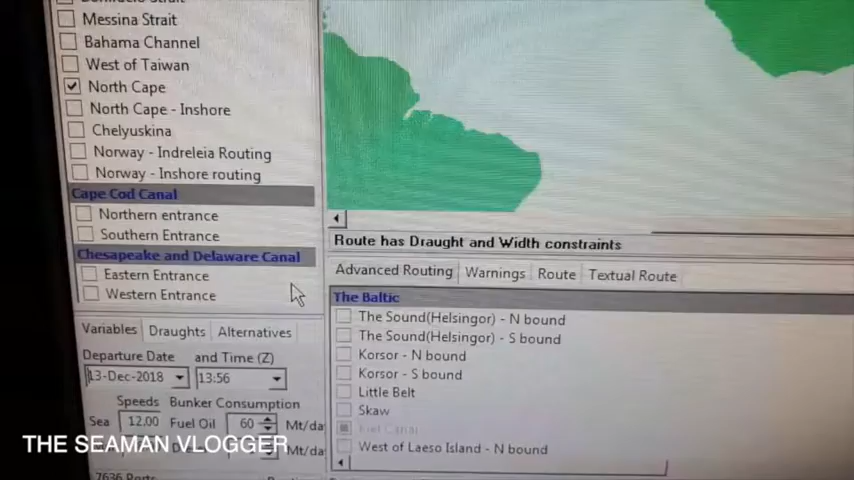 Messina Strait
Bahama Channel
West of Taiwan
North Cape
North Cape - Inshore
Chelyuskina
Norway - Indreleia Routing
Norway - Inshore routing
Cape Cod Canal
Northern entrance
Southern Entrance
Chesapeake and Delaware Canal
Eastern Entrance
Western Entrance
Variables Draughts Alternatives
Departure Date and Time (Z)
13-Dec-2018 13:56
Speeds Bunker Consumption
Sea 12.00 Fuel Oil 60 Mt/da
Mt/da
7636 Ports
Route has Draught and Width constraints
Advanced Routing Warnings Route Textual Route
The Baltic
The Sound(Helsingor) - N bound
The Sound(Helsingor) - S bound
Korsor - N bound
Korsor - S bound
Little Belt
Skaw
Kiel Canal
West of Laeso Island - N bound
THE SEAMAN VLOGGER